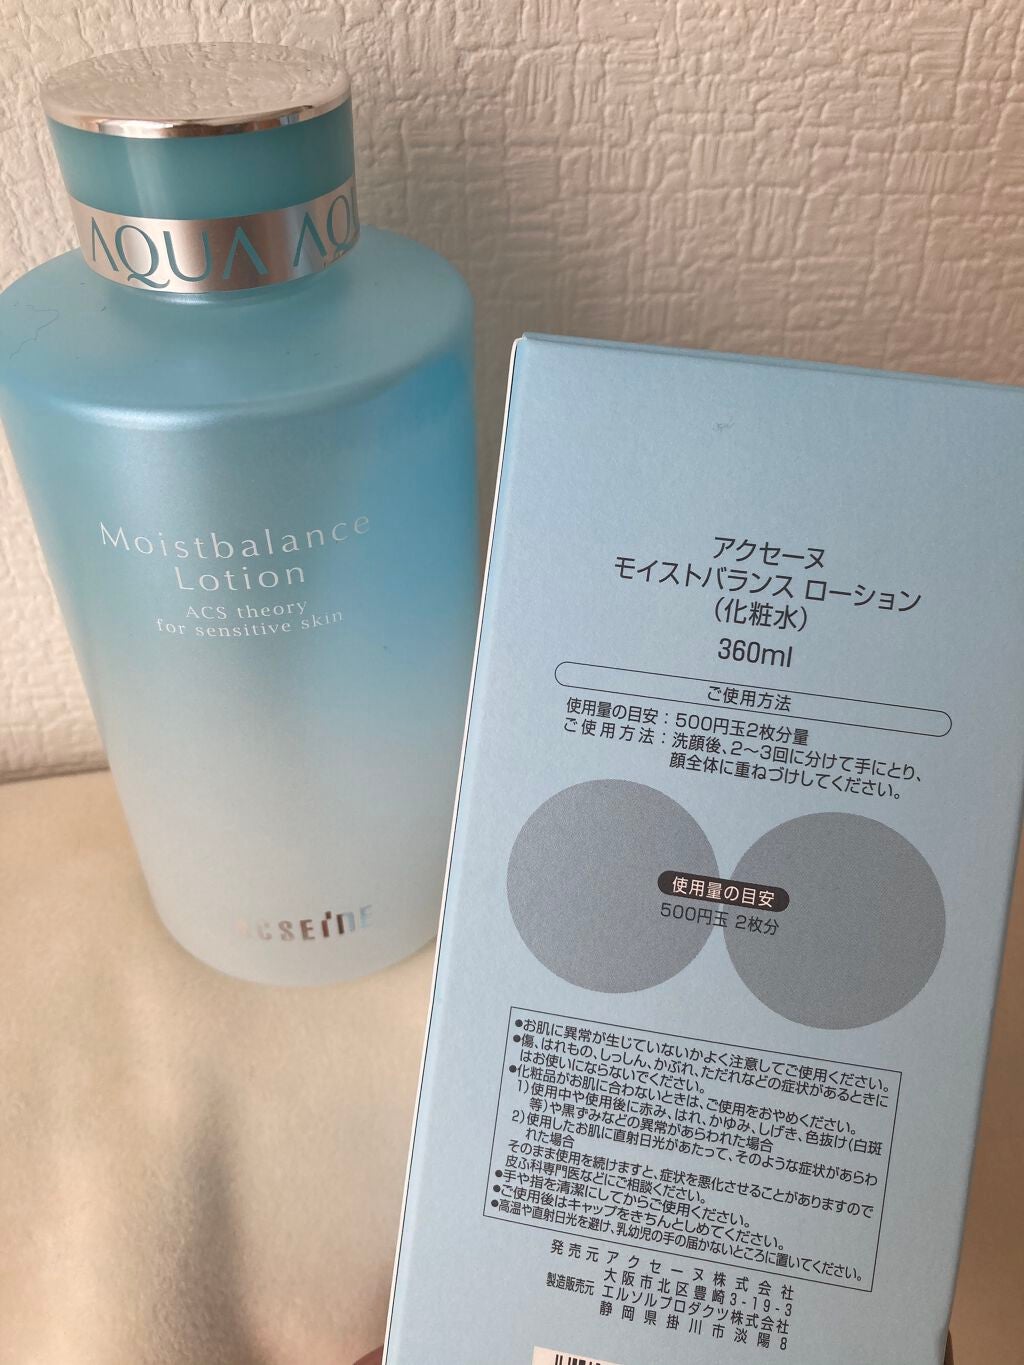 AQUA AQU
Moistbalance
Lotion
ACS theory
for sensitive skin
ACSEINE
アクセーヌ
モイストバランス ローション
(化粧水)
360ml
ご使用方法
使用量の目安：500円玉2枚分量
ご使用方法：洗顔後、2〜3回に分けて手にとり、
顔全体に重ねづけしてください。
使用量の目安
500円玉 2枚分
●お肌に異常が生じていないかよく注意してご使用ください。
●傷、はれもの、しっしん、かぶれ、ただれなどの症状があるときに
はお使いにならないでください。
●化粧品がお肌に合わないときは、ご使用をおやめください。
1)使用中や使用後に赤み、はれ、かゆみ、しげき、色抜け(白斑
等)や黒ずみなどの異常があらわれた場合
2)使用したお肌に直射日光があたって、そのような症状があらわ
れた場合
そのまま使用を続けますと、症状を悪化させることがありますので
皮ふ科専門医などにご相談ください。
●手や指を清潔にしてからご使用ください。
●ご使用後はキャップをきちんとしめてください。
●高温や直射日光を避け、乳幼児の手の届かないところに置いてください。
発売元 アクセーヌ株式会社
大阪市北区豊崎3-19-3
製造販売元 エルソルプロダクツ株式会社
静岡県掛川市淡陽8